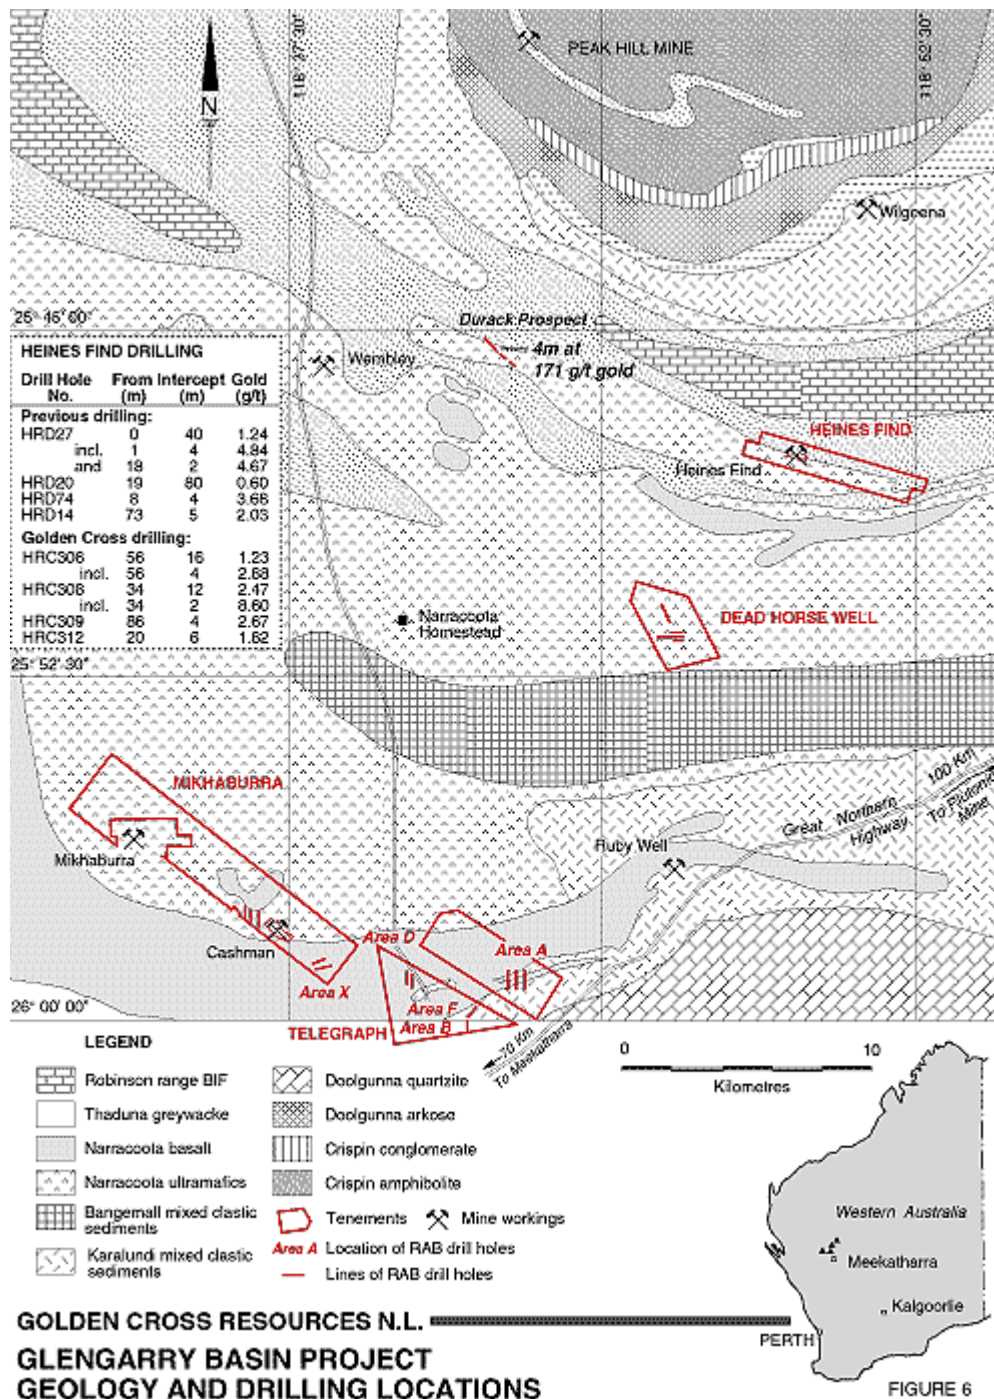 118° 37' 30"
118° 52' 30"
PEAK HILL MINE
N
Wilgeena
25° 45' 00"
Durack Prospect
4m at
171 g/t gold
Wembley
HEINES FIND DRILLING
Drill Hole From Intercept Gold
No. (m) (m) (g/t)
Previous drilling:
HRD27 0 40 1.24
incl. 1 4 4.84
and 18 2 4.67
HRD20 19 80 0.60
HRD74 8 4 3.66
HRD14 73 5 2.03
Golden Cross drilling:
HRC306 56 16 1.23
incl. 56 4 2.68
HRC308 34 12 2.47
incl. 34 2 8.60
HRC309 86 4 2.67
HRC312 20 6 1.62
HEINES FIND
Heines Find
DEAD HORSE WELL
Narracoota
Homestead
25° 52' 30"
MIKHABURRA
Mikhaburra
100 Km
To Plutonic
Mine
Great Northern
Highway
Ruby Well
Cashman
Area D
Area A
Area X
Area F
Area B
TELEGRAPH
26° 00' 00"
70 Km
To Meekatharra
LEGEND
Robinson range BIF
Thaduna greywacke
Narracoota basalt
Narracoota ultramafics
Bangemall mixed clastic
sediments
Karalundi mixed clastic
sediments
Doolgunna quartzite
Doolgunna arkose
Crispin conglomerate
Crispin amphibolite
Tenements
Mine workings
Area A Location of RAB drill holes
Lines of RAB drill holes
0 10
Kilometres
Western Australia
Meekatharra
Kalgoorlie
PERTH
GOLDEN CROSS RESOURCES N.L.
GLENGARRY BASIN PROJECT
GEOLOGY AND DRILLING LOCATIONS
FIGURE 6